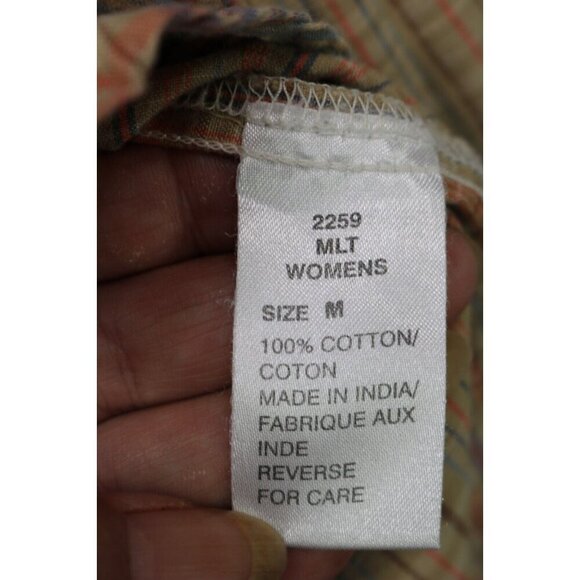 2259
MLT
WOMENS
SIZE M
100% COTTON/
COTON
MADE IN INDIA/
FABRIQUE AUX
INDE
REVERSE
FOR CARE